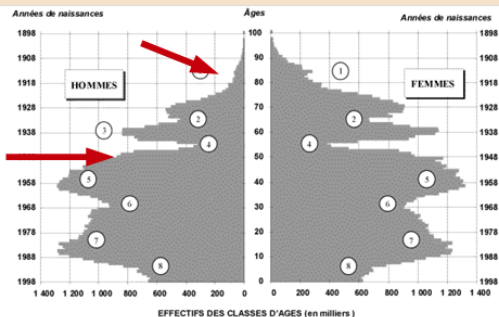 Années de naissances Âges Années de naissances
1898 100 1898
1908 90 1908
1 1
1918 80 1918
HOMMES FEMMES
1928 70 1928
2 2
3
1938 60 1938
4 4
1948 50 1948
5 5
1958 40 1958
6 6
1968 30 1968
7 7
1978 20 1978
1988 10 1988
8 8
1998 0 1998
1 400 1 200 1 000 800 600 400 200 0 0 200 400 600 800 1 000 1 200 1 400
EFFECTIFS DES CLASSES D'AGES (en milliers)